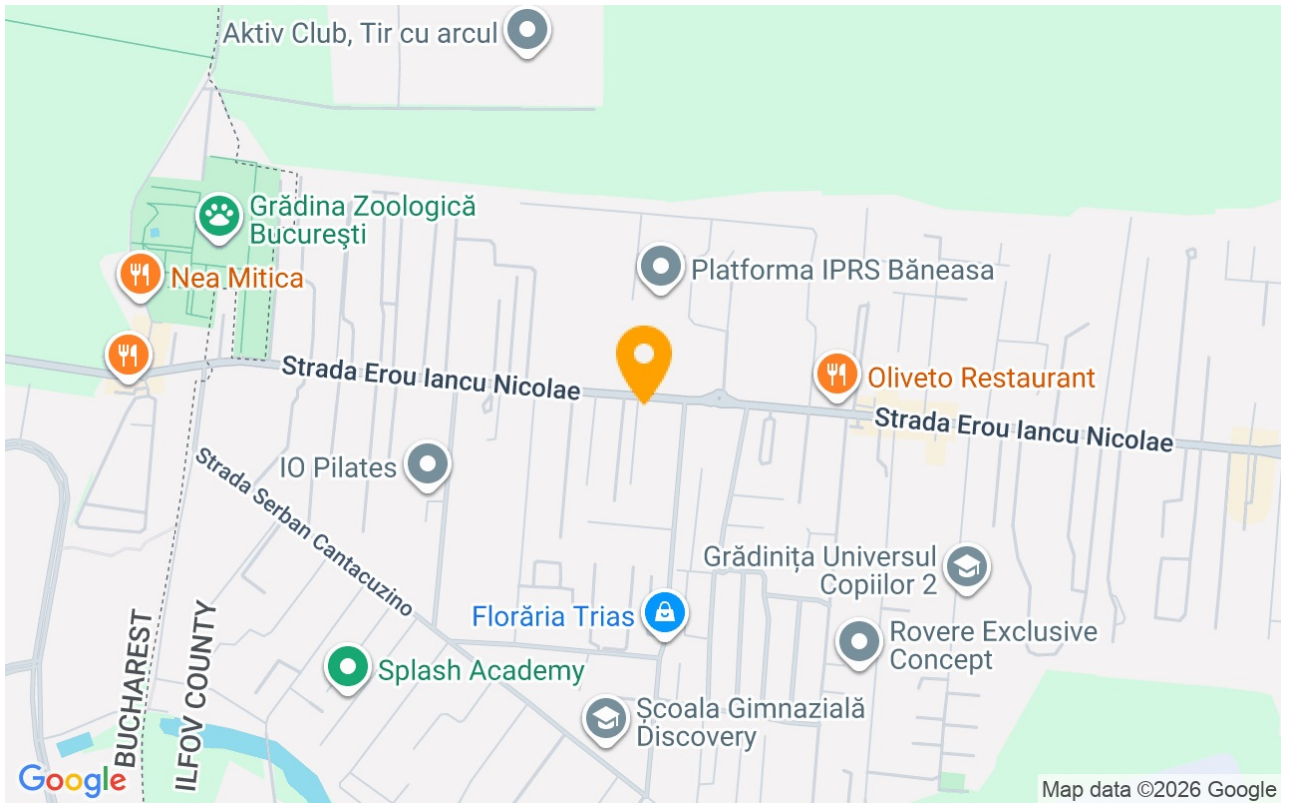 Aktiv Club, Tir cu arcul
Grădina Zoologică
București
Nea Mitica
Platforma IPRS Băneasa
Strada Erou Iancu Nicolae
Oliveto Restaurant
Strada Erou Iancu Nicolae
IO Pilates
Strada Serban Cantacuzino
Grădinița Universul
Copiilor 2
Florăria Trias
Rovere Exclusive
Concept
Splash Academy
Școala Gimnazială
Discovery
BUCHAREST
ILFOV COUNTY
Google
Map data ©2026 Google